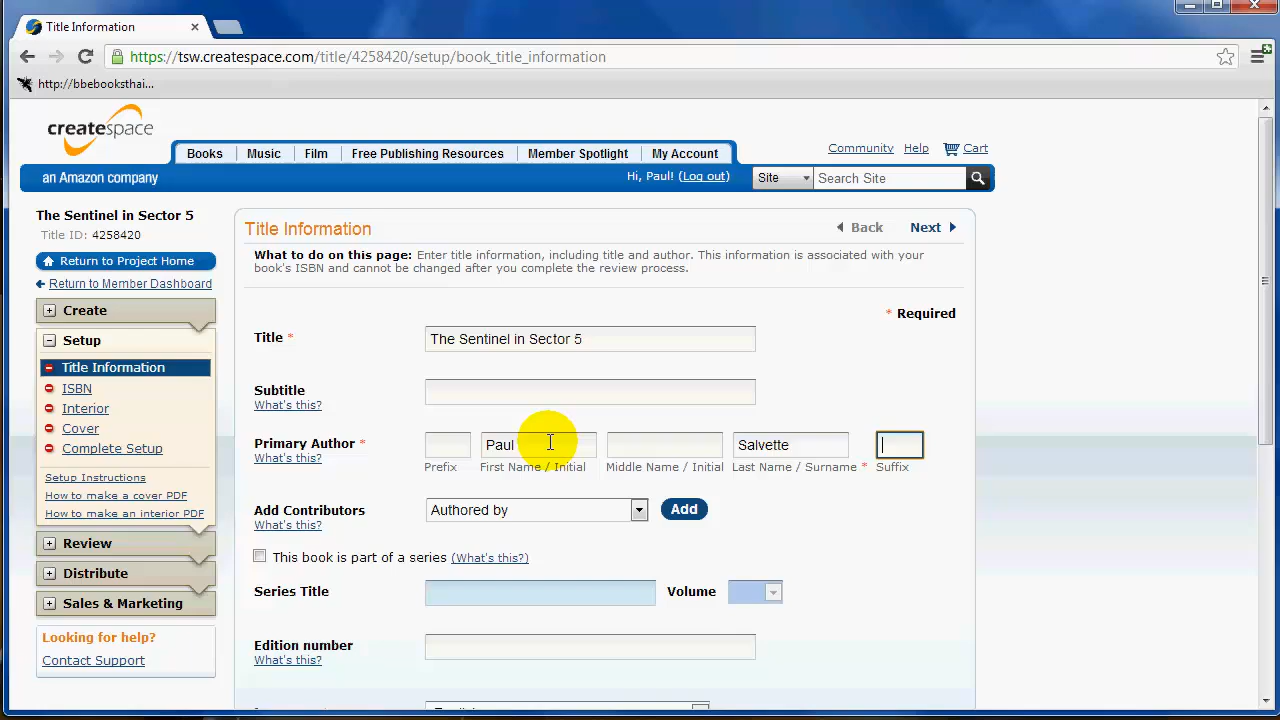 Title Information
https://tsw.createspace.com/title/4258420/setup/book_title_information
http://bbebooksthai...
createspace
Books Music Film Free Publishing Resources Member Spotlight My Account
Community Help Cart
an Amazon company
Hi, Paul! (Log out)
Site Search Site
The Sentinel in Sector 5
Title ID: 4258420
Return to Project Home
Return to Member Dashboard
Create
Setup
Title Information
ISBN
Interior
Cover
Complete Setup
Setup Instructions
How to make a cover PDF
How to make an interior PDF
Review
Distribute
Sales & Marketing
Looking for help?
Contact Support
Title Information
Back Next
What to do on this page: Enter title information, including title and author. This information is associated with your
book's ISBN and cannot be changed after you complete the review process.
* Required
Title * The Sentinel in Sector 5
Subtitle
What's this?
Primary Author * Paul Salvette
What's this? Prefix First Name / Initial Middle Name / Initial Last Name / Surname * Suffix
Add Contributors Authored by Add
What's this?
This book is part of a series (What's this?)
Series Title Volume
Edition number
What's this?